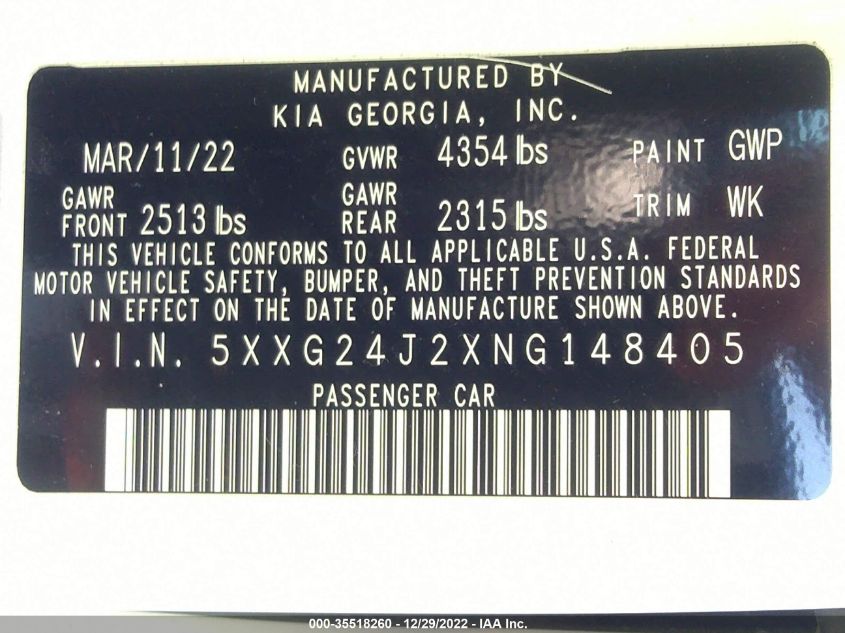 MANUFACTURED BY
KIA GEORGIA, INC.
MAR/11/22 GVWR 4354 lbs PAINT GWP
GAWR FRONT 2513 lbs GAWR REAR 2315 lbs TRIM WK
THIS VEHICLE CONFORMS TO ALL APPLICABLE U.S.A. FEDERAL
MOTOR VEHICLE SAFETY, BUMPER, AND THEFT PREVENTION STANDARDS
IN EFFECT ON THE DATE OF MANUFACTURE SHOWN ABOVE.
V.I.N. 5XXG24J2XNG148405
PASSENGER CAR
000-35518260 - 12/29/2022 - IAA Inc.